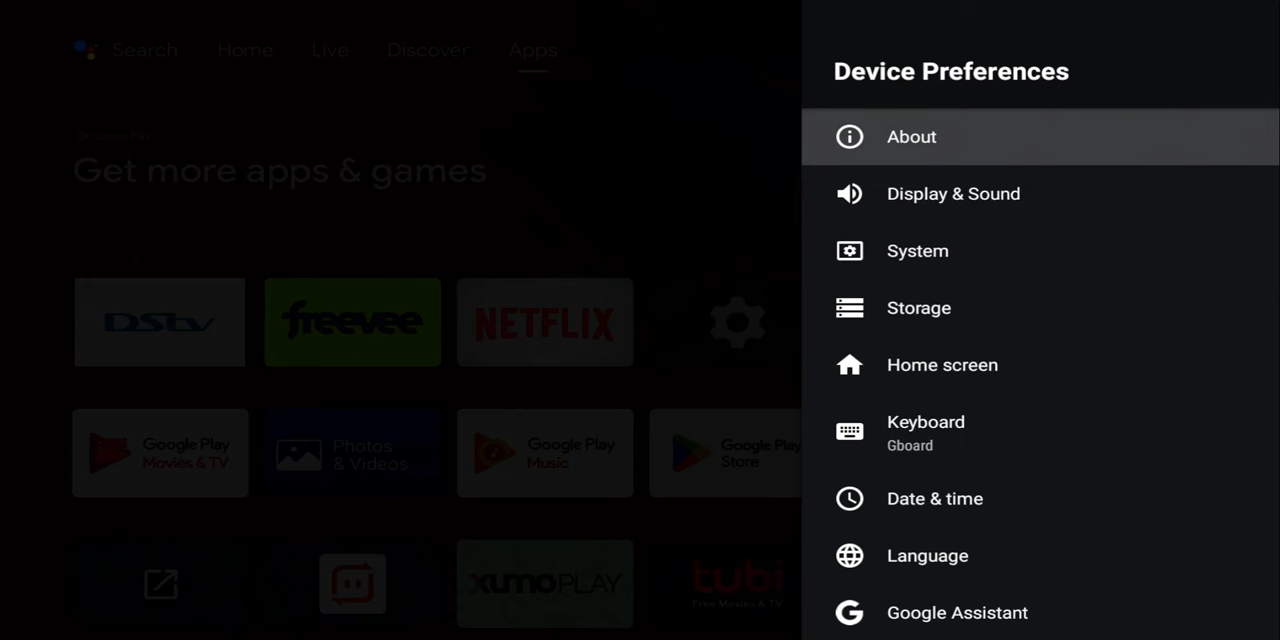 Search Home Live Discover Apps
Google Play
Get more apps & games
DStv
freevee
NETFLIX
Google Play
Movies & TV
Photos
& Videos
Google Play
Music
Google Play
Store
xumo PLAY
tubi
Free Movies & TV
Device Preferences
About
Display & Sound
System
Storage
Home screen
Keyboard
Gboard
Date & time
Language
Google Assistant